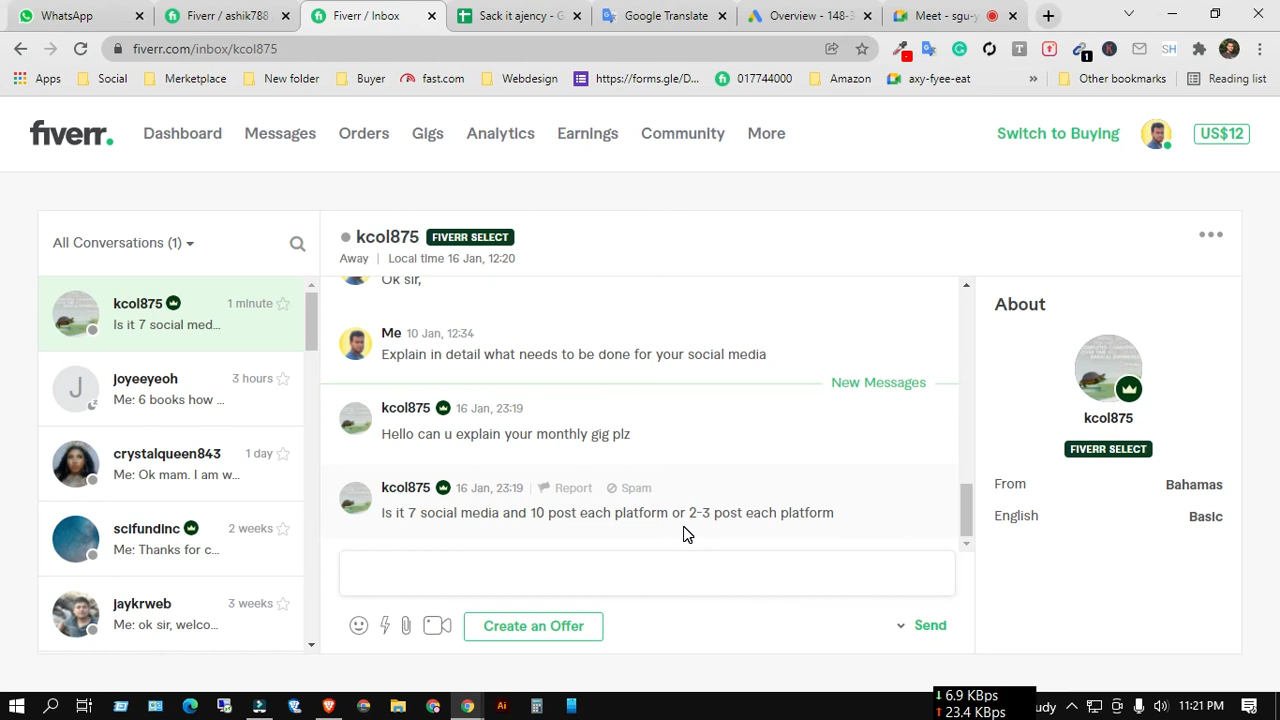 WhatsApp
Fiverr / ashik788
Fiverr / Inbox
Sack it ajency - G
Google Translate
Overview - 148-3
Meet - sgu-y
fiverr.com/inbox/kcol875
Apps
Social
Marketplace
New folder
Buyer
fast.com
Webdesign
https://forms.gle/D...
017744000
Amazon
axy-fyee-eat
»
Other bookmarks
Reading list
fiverr.
Dashboard
Messages
Orders
Gigs
Analytics
Earnings
Community
More
Switch to Buying
US$12
All Conversations (1)
kcol875
1 minute
Is it 7 social med...
J
joyeeyeoh
3 hours
Me: 6 books how ...
crystalqueen843
1 day
Me: Ok mam. I am w...
scifundinc
2 weeks
Me: Thanks for c...
jaykrweb
3 weeks
Me: ok sir, welco...
kcol875 FIVERR SELECT
Away | Local time 16 Jan, 12:20
Ok sir,
Me 10 Jan, 12:34
Explain in detail what needs to be done for your social media
New Messages
kcol875 16 Jan, 23:19
Hello can u explain your monthly gig plz
kcol875 16 Jan, 23:19 | Report Spam
Is it 7 social media and 10 post each platform or 2-3 post each platform
Create an Offer
Send
About
kcol875
FIVERR SELECT
From Bahamas
English Basic
Ai
↓ 6.9 KBps
↑ 23.4 KBps
udy
11:21 PM